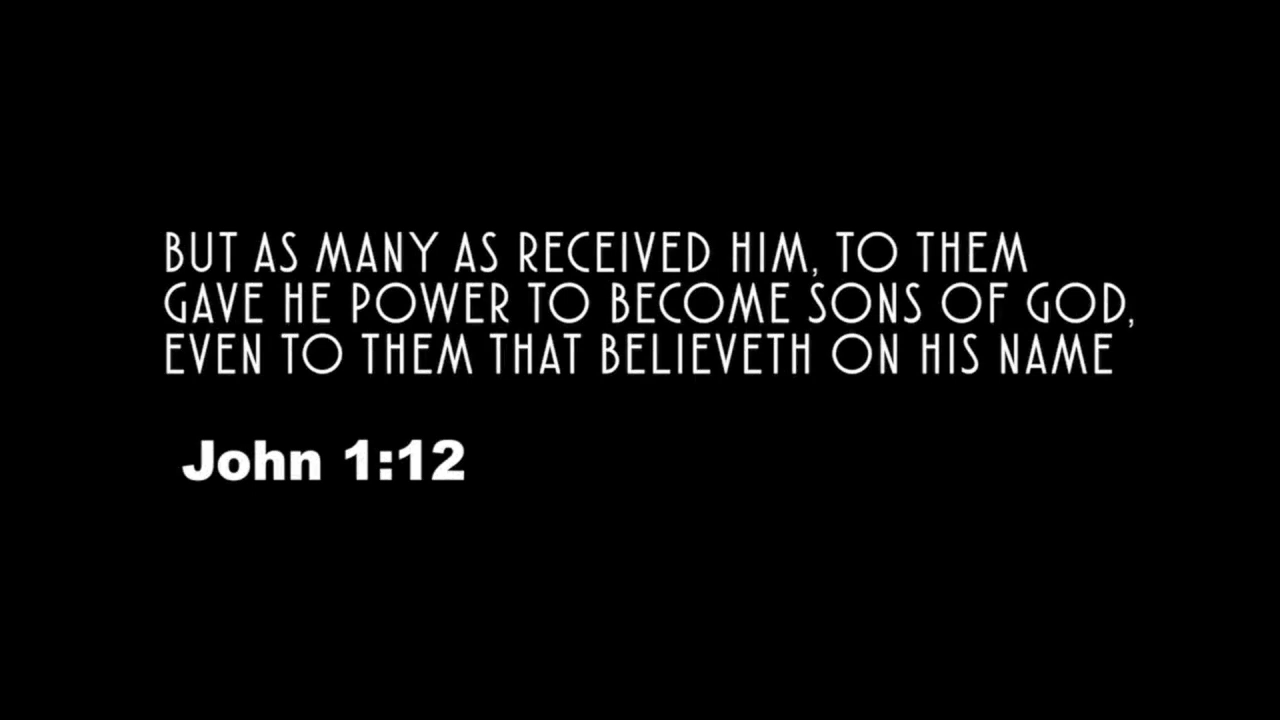 BUT AS MANY AS RECEIVED HIM, TO THEM
GAVE HE POWER TO BECOME SONS OF GOD,
EVEN TO THEM THAT BELIEVETH ON HIS NAME
John 1:12